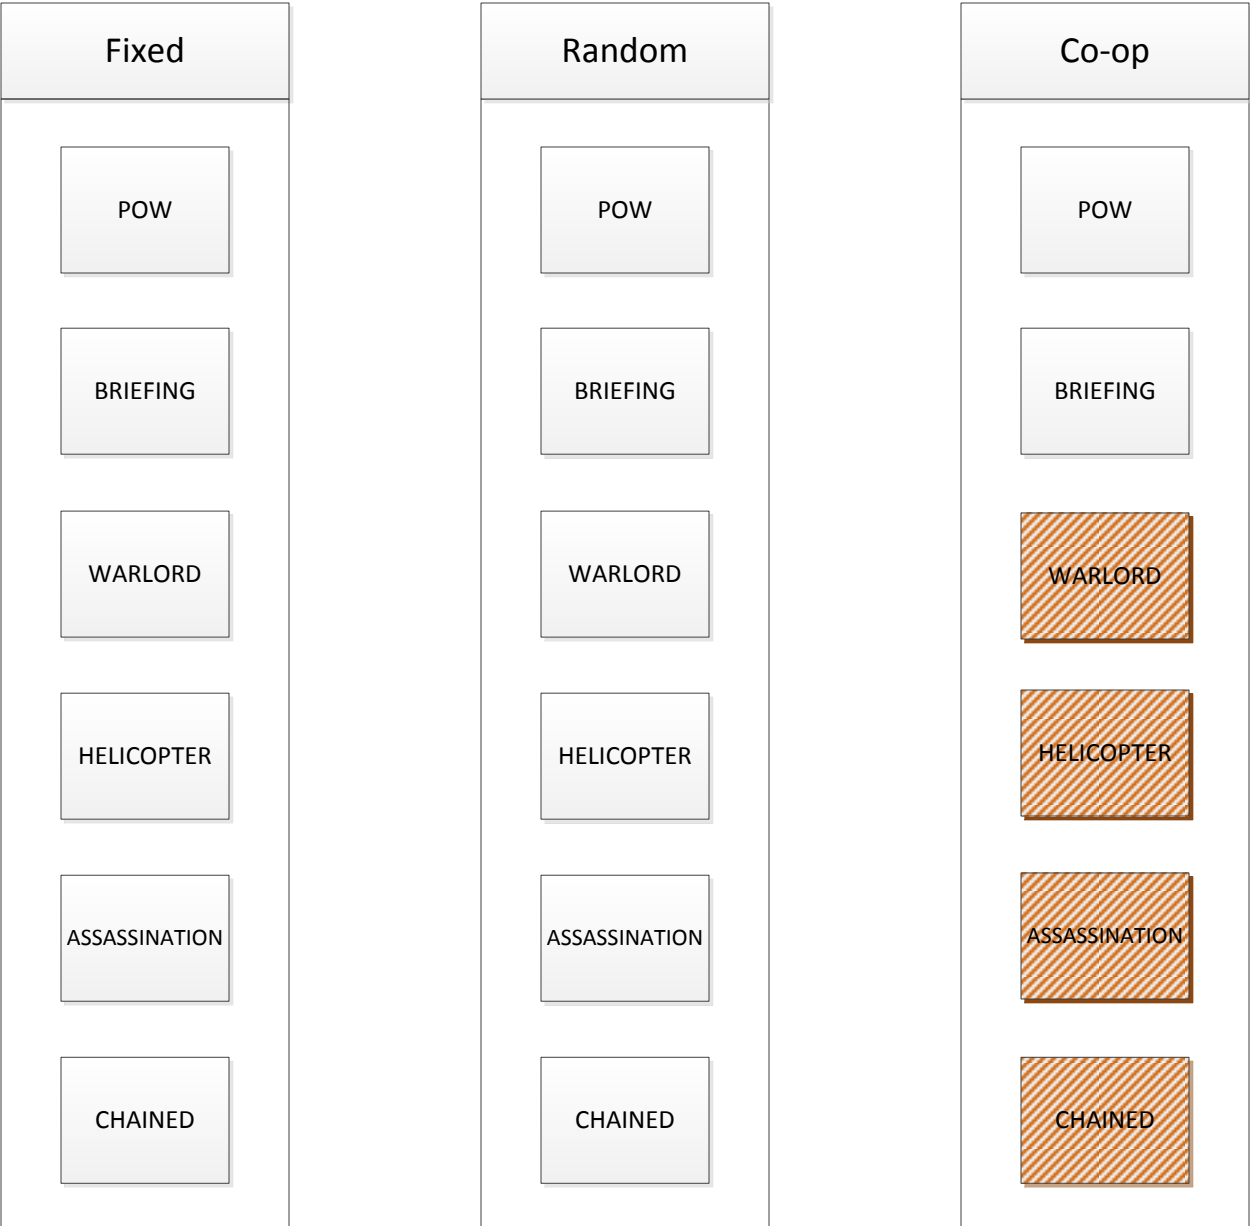 Fixed
Random
Co-op
POW
POW
POW
BRIEFING
BRIEFING
BRIEFING
WARLORD
WARLORD
WARLORD
HELICOPTER
HELICOPTER
HELICOPTER
ASSASSINATION
ASSASSINATION
ASSASSINATION
CHAINED
CHAINED
CHAINED